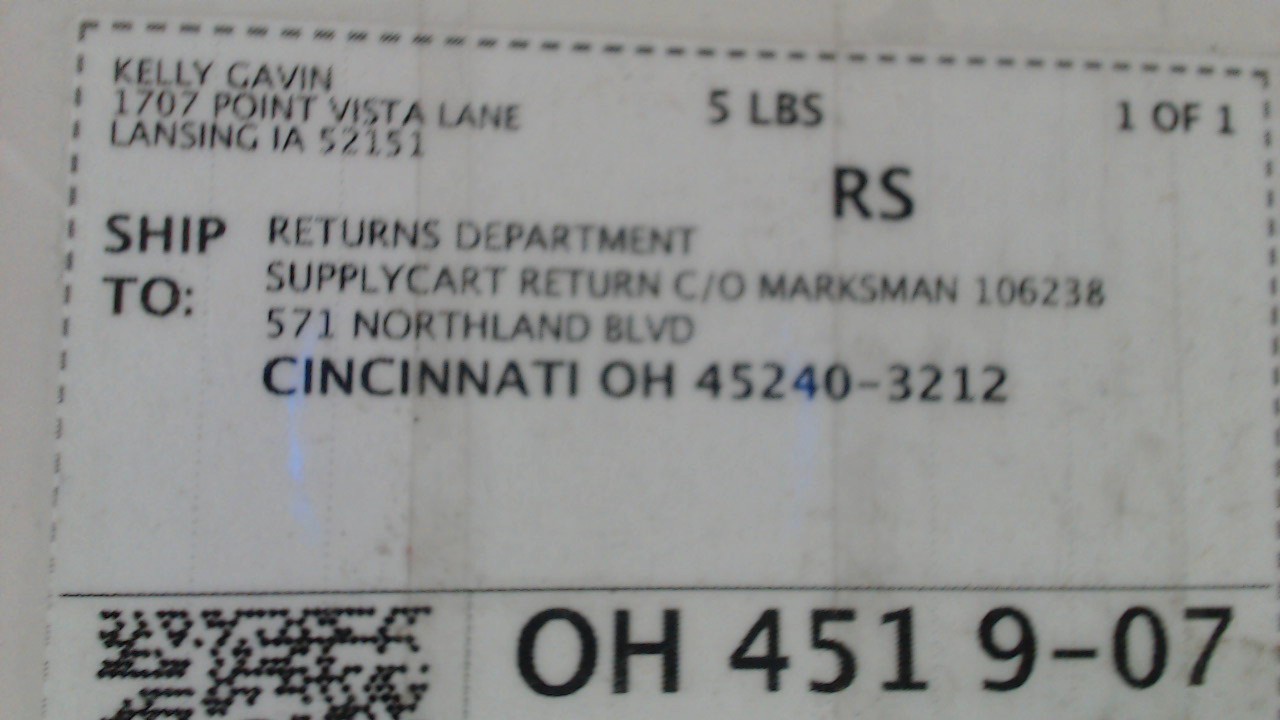 KELLY GAVIN
1707 POINT VISTA LANE
LANSING IA 52151
5 LBS
1 OF 1
RS
SHIP TO:
RETURNS DEPARTMENT
SUPPLYCART RETURN C/O MARKSMAN 106238
571 NORTHLAND BLVD
CINCINNATI OH 45240-3212
OH 451 9-07